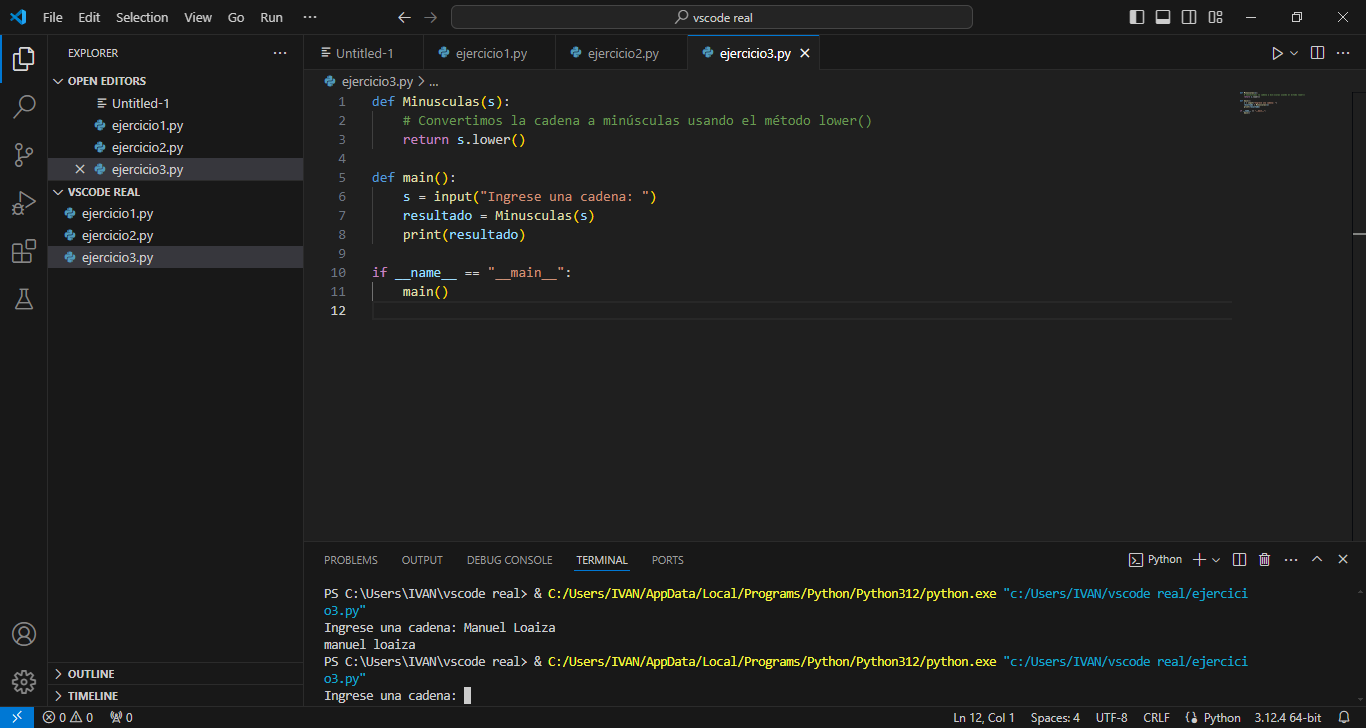 File Edit Selection View Go Run ···
vscode real
EXPLORER ···
OPEN EDITORS
Untitled-1
ejercicio1.py
ejercicio2.py
ejercicio3.py
VSCODE REAL
ejercicio1.py
ejercicio2.py
ejercicio3.py
OUTLINE
TIMELINE
Untitled-1 ejercicio1.py ejercicio2.py ejercicio3.py
ejercicio3.py > ...
1 def Minusculas(s):
2 # Convertimos la cadena a minúsculas usando el método lower()
3 return s.lower()
4
5 def main():
6 s = input("Ingrese una cadena: ")
7 resultado = Minusculas(s)
8 print(resultado)
9
10 if __name__ == "__main__":
11 main()
12
PROBLEMS OUTPUT DEBUG CONSOLE TERMINAL PORTS
Python
PS C:\Users\IVAN\vscode real> & C:/Users/IVAN/AppData/Local/Programs/Python/Python312/python.exe "c:/Users/IVAN/vscode real/ejercici
o3.py"
Ingrese una cadena: Manuel Loaiza
manuel loaiza
PS C:\Users\IVAN\vscode real> & C:/Users/IVAN/AppData/Local/Programs/Python/Python312/python.exe "c:/Users/IVAN/vscode real/ejercici
o3.py"
Ingrese una cadena:
0 0 0 Ln 12, Col 1 Spaces: 4 UTF-8 CRLF Python 3.12.4 64-bit